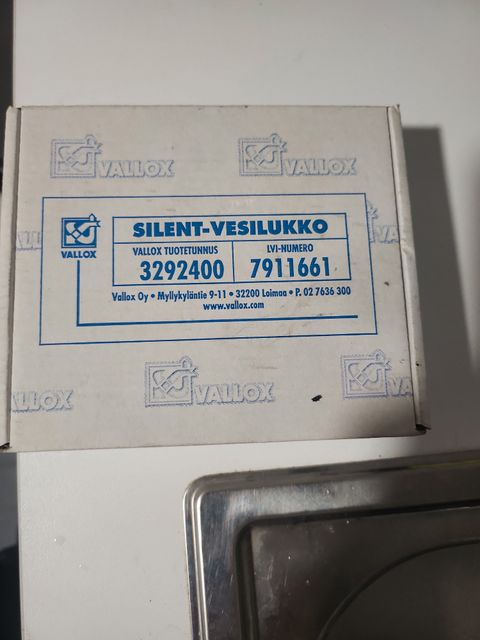 VALLOX VALLOX
SILENT-VESILUKKO
VALLOX TUOTETUNNUS LVI-NUMERO
VALLOX
3292400 7911661
Vallox Oy • Myllykyläntie 9-11 • 32200 Loimaa • P. 02 7636 300
www.vallox.com
VALLOX